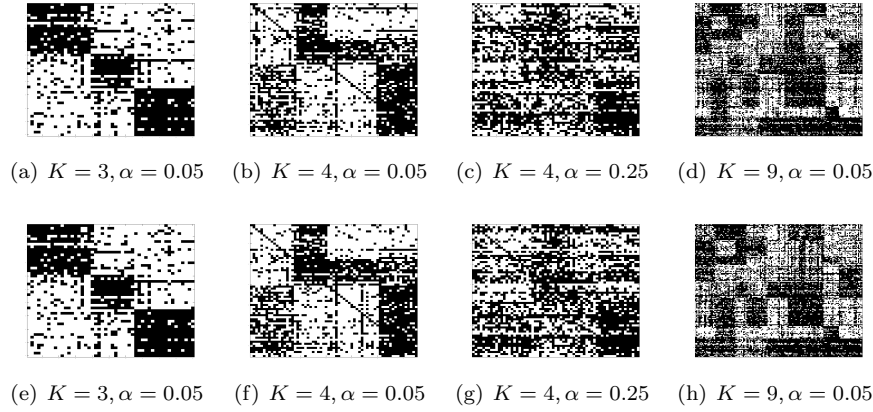 (a) K = 3, α = 0.05 (b) K = 4, α = 0.05 (c) K = 4, α = 0.25 (d) K = 9, α = 0.05
(e) K = 3, α = 0.05 (f) K = 4, α = 0.05 (g) K = 4, α = 0.25 (h) K = 9, α = 0.05